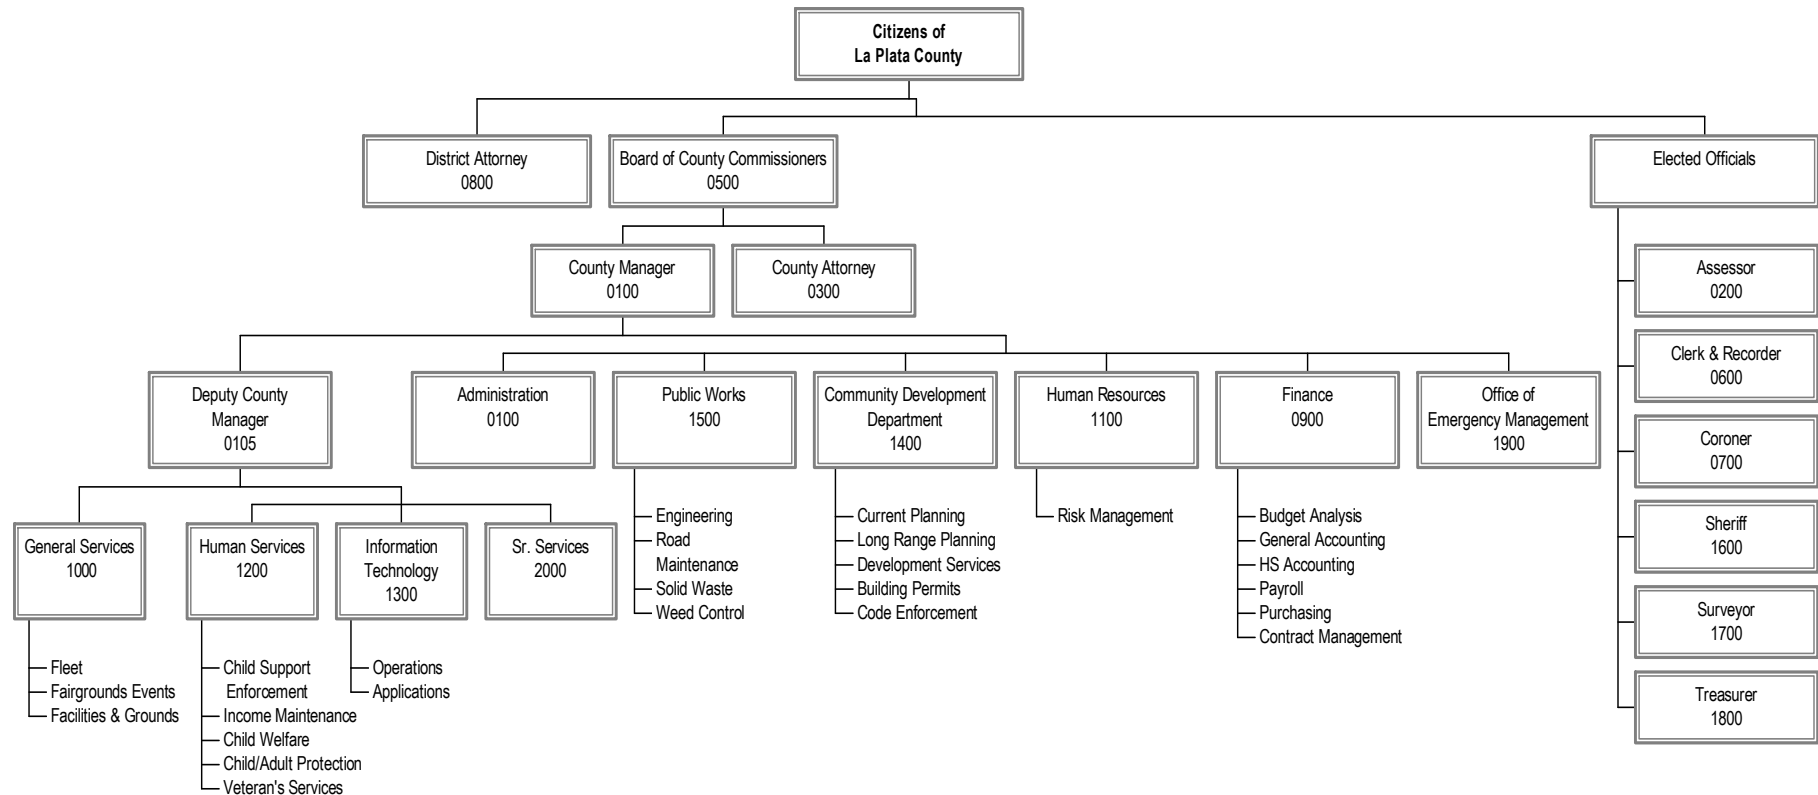 Citizens of
La Plata County
District Attorney
0800
Board of County Commissioners
0500
Elected Officials
County Manager
0100
County Attorney
0300
Assessor
0200
Clerk & Recorder
0600
Coroner
0700
Sheriff
1600
Surveyor
1700
Treasurer
1800
Deputy County
Manager
0105
Administration
0100
Public Works
1500
Engineering
Road
Maintenance
Solid Waste
Weed Control
Community Development
Department
1400
Current Planning
Long Range Planning
Development Services
Building Permits
Code Enforcement
Human Resources
1100
Risk Management
Finance
0900
Budget Analysis
General Accounting
HS Accounting
Payroll
Purchasing
Contract Management
Office of
Emergency Management
1900
General Services
1000
Fleet
Fairgrounds Events
Facilities & Grounds
Human Services
1200
Child Support
Enforcement
Income Maintenance
Child Welfare
Child/Adult Protection
Veteran's Services
Information
Technology
1300
Operations
Applications
Sr. Services
2000